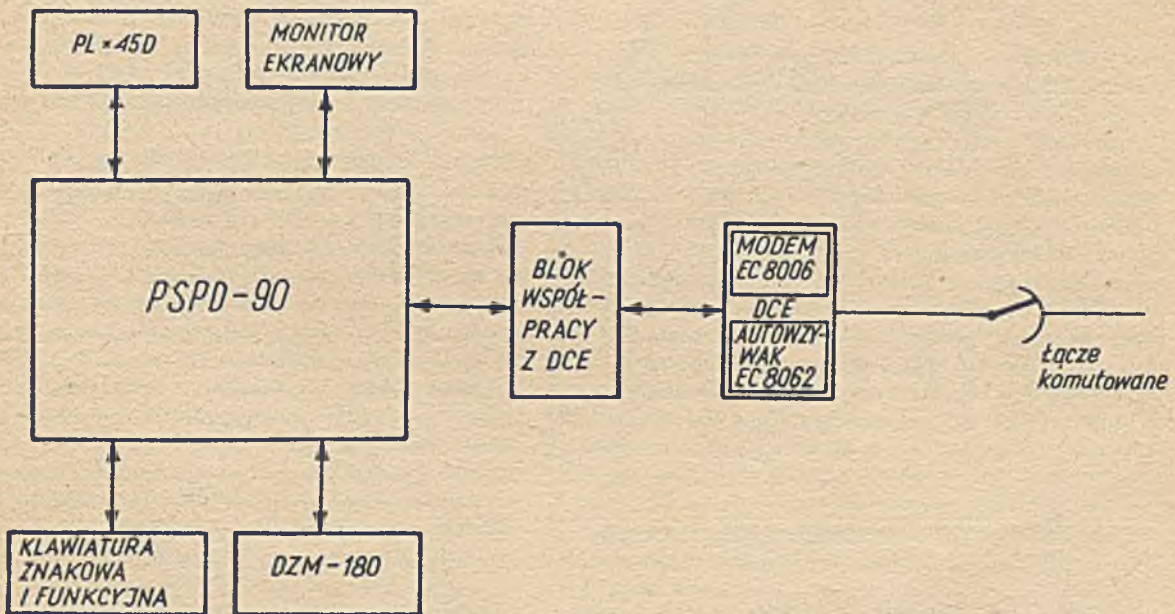 PL×45D
MONITOR
EKRANOWY
PSPD-90
BLOK
WSPÓŁ-
PRACY
Z DCE
MODEM
EC 8006
DCE
AUTOWZY-
WAK
EC 8062
łącze
komutowane
KLAWIATURA
ZNAKOWA
I FUNKCYJNA
DZM-180